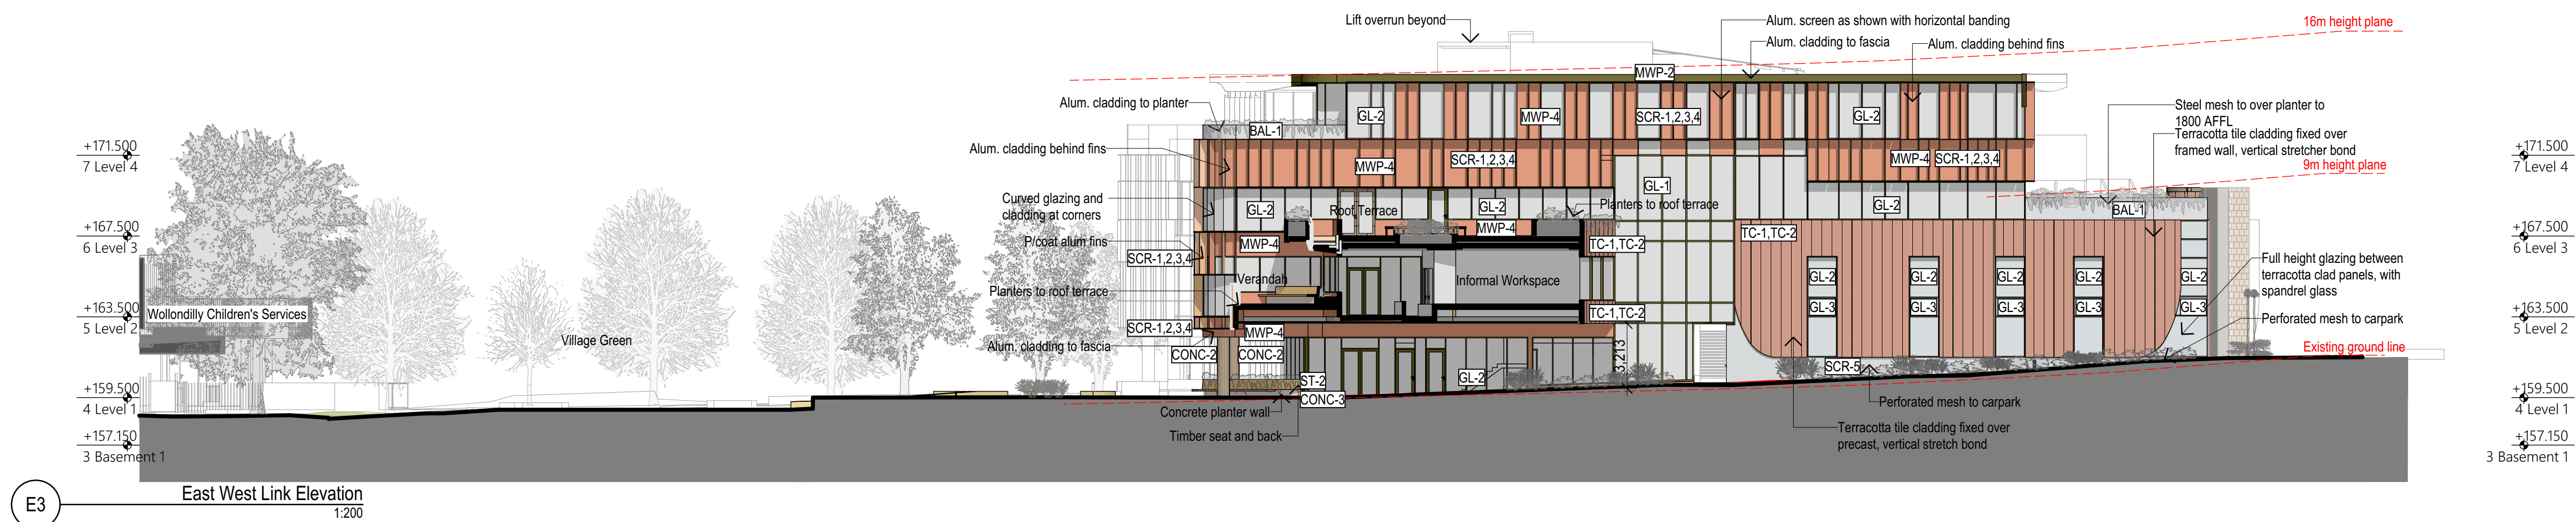 Lift overrun beyond
Alum. screen as shown with horizontal banding
16m height plane
Alum. cladding to fascia
Alum. cladding behind fins
MWP-2
Alum. cladding to planter
GL-2
MWP-4
SCR-1,2,3,4
GL-2
Steel mesh to over planter to
1800 AFFL
BAL-1
Terracotta tile cladding fixed over
framed wall, vertical stretcher bond
+171.500
7 Level 4
Alum. cladding behind fins
MWP-4
SCR-1,2,3,4
MWP-4
SCR-1,2,3,4
9m height plane
+171.500
7 Level 4
GL-1
Curved glazing and
cladding at corners
GL-2
Roof Terrace
GL-2
Planters to roof terrace
GL-2
BAL-1
MWP-4
+167.500
6 Level 3
P/coat alum fins
MWP-4
TC-1,TC-2
TC-1,TC-2
+167.500
6 Level 3
SCR-1,2,3,4
Full height glazing between
terracotta clad panels, with
spandrel glass
Verandah
Informal Workspace
GL-2
GL-2
GL-2
GL-2
GL-2
Planters to roof terrace
GL-3
GL-3
GL-3
GL-3
GL-3
+163.500
5 Level 2
Wollondilly Children's Services
TC-1,TC-2
Perforated mesh to carpark
+163.500
5 Level 2
SCR-1,2,3,4
MWP-4
Village Green
Alum. cladding to fascia
CONC-2
CONC-2
3,213
Existing ground line
SCR-5
ST-2
GL-2
+159.500
4 Level 1
CONC-3
Perforated mesh to carpark
+159.500
4 Level 1
Concrete planter wall
Timber seat and back
Terracotta tile cladding fixed over
precast, vertical stretch bond
+157.150
3 Basement 1
+157.150
3 Basement 1
E3
East West Link Elevation
1:200